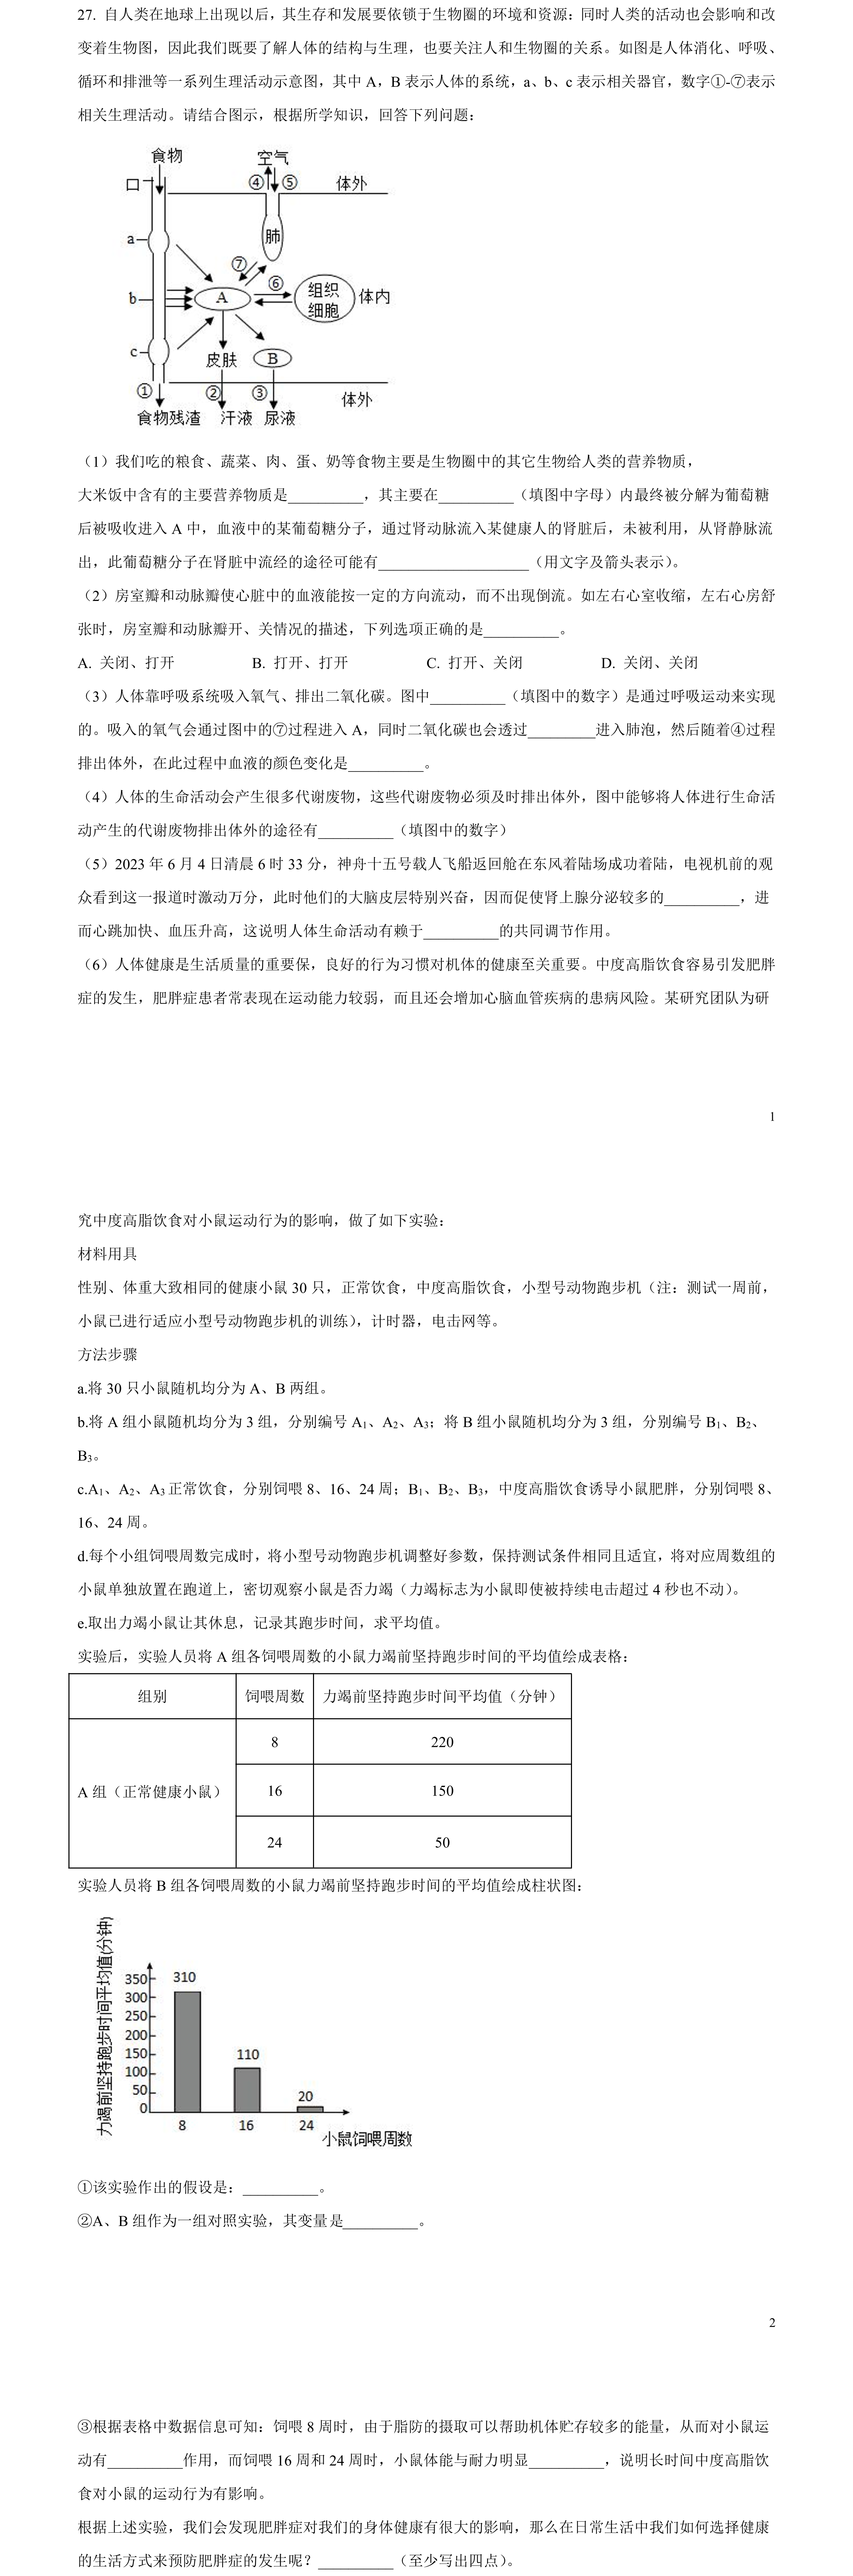 27. 自人类在地球上出现以后，其生存和发展要依锁于生物圈的环境和资源：同时人类的活动也会影响和改
变着生物图，因此我们既要了解人体的结构与生理，也要关注人和生物圈的关系。如图是人体消化、呼吸、
循环和排泄等一系列生理活动示意图，其中 A，B 表示人体的系统，a、b、c 表示相关器官，数字①-⑦表示
相关生理活动。请结合图示，根据所学知识，回答下列问题：
食物
空气
口
④
⑤
体外
a
肺
⑦
⑥
b
A
组织
细胞
体内
c
皮肤
B
①
②
③
体外
食物残渣
汗液
尿液
（1）我们吃的粮食、蔬菜、肉、蛋、奶等食物主要是生物圈中的其它生物给人类的营养物质，
大米饭中含有的主要营养物质是__________，其主要在__________（填图中字母）内最终被分解为葡萄糖
后被吸收进入 A 中，血液中的某葡萄糖分子，通过肾动脉流入某健康人的肾脏后，未被利用，从肾静脉流
出，此葡萄糖分子在肾脏中流经的途径可能有____________________（用文字及箭头表示）。
（2）房室瓣和动脉瓣使心脏中的血液能按一定的方向流动，而不出现倒流。如左右心室收缩，左右心房舒
张时，房室瓣和动脉瓣开、关情况的描述，下列选项正确的是__________。
A. 关闭、打开 B. 打开、打开 C. 打开、关闭 D. 关闭、关闭
（3）人体靠呼吸系统吸入氧气、排出二氧化碳。图中__________（填图中的数字）是通过呼吸运动来实现
的。吸入的氧气会通过图中的⑦过程进入 A，同时二氧化碳也会透过_________进入肺泡，然后随着④过程
排出体外，在此过程中血液的颜色变化是__________。
（4）人体的生命活动会产生很多代谢废物，这些代谢废物必须及时排出体外，图中能够将人体进行生命活
动产生的代谢废物排出体外的途径有__________（填图中的数字）
（5）2023 年 6 月 4 日清晨 6 时 33 分，神舟十五号载人飞船返回舱在东风着陆场成功着陆，电视机前的观
众看到这一报道时激动万分，此时他们的大脑皮层特别兴奋，因而促使肾上腺分泌较多的__________，进
而心跳加快、血压升高，这说明人体生命活动有赖于__________的共同调节作用。
（6）人体健康是生活质量的重要保，良好的行为习惯对机体的健康至关重要。中度高脂饮食容易引发肥胖
症的发生，肥胖症患者常表现在运动能力较弱，而且还会增加心脑血管疾病的患病风险。某研究团队为研
1
究中度高脂饮食对小鼠运动行为的影响，做了如下实验：
材料用具
性别、体重大致相同的健康小鼠 30 只，正常饮食，中度高脂饮食，小型号动物跑步机（注：测试一周前，
小鼠已进行适应小型号动物跑步机的训练），计时器，电击网等。
方法步骤
a.将 30 只小鼠随机均分为 A、B 两组。
b.将 A 组小鼠随机均分为 3 组，分别编号 A₁、A₂、A₃；将 B 组小鼠随机均分为 3 组，分别编号 B₁、B₂、
B₃。
c.A₁、A₂、A₃正常饮食，分别饲喂 8、16、24 周；B₁、B₂、B₃，中度高脂饮食诱导小鼠肥胖，分别饲喂 8、
16、24 周。
d.每个小组饲喂周数完成时，将小型号动物跑步机调整好参数，保持测试条件相同且适宜，将对应周数组的
小鼠单独放置在跑道上，密切观察小鼠是否力竭（力竭标志为小鼠即使被持续电击超过 4 秒也不动）。
e.取出力竭小鼠让其休息，记录其跑步时间，求平均值。
实验后，实验人员将 A 组各饲喂周数的小鼠力竭前坚持跑步时间的平均值绘成表格：
组别 饲喂周数 力竭前坚持跑步时间平均值（分钟）
8 220
A 组（正常健康小鼠） 16 150
24 50
实验人员将 B 组各饲喂周数的小鼠力竭前坚持跑步时间的平均值绘成柱状图：
力竭前坚持跑步时间平均值(分钟)
350
300
250
200
150
100
50
0
310
110
20
8 16 24
小鼠饲喂周数
①该实验作出的假设是：__________。
②A、B 组作为一组对照实验，其变量是__________。
2
③根据表格中数据信息可知：饲喂 8 周时，由于脂肪的摄取可以帮助机体贮存较多的能量，从而对小鼠运
动有__________作用，而饲喂 16 周和 24 周时，小鼠体能与耐力明显__________，说明长时间中度高脂饮
食对小鼠的运动行为有影响。
根据上述实验，我们会发现肥胖症对我们的身体健康有很大的影响，那么在日常生活中我们如何选择健康
的生活方式来预防肥胖症的发生呢？__________（至少写出四点）。